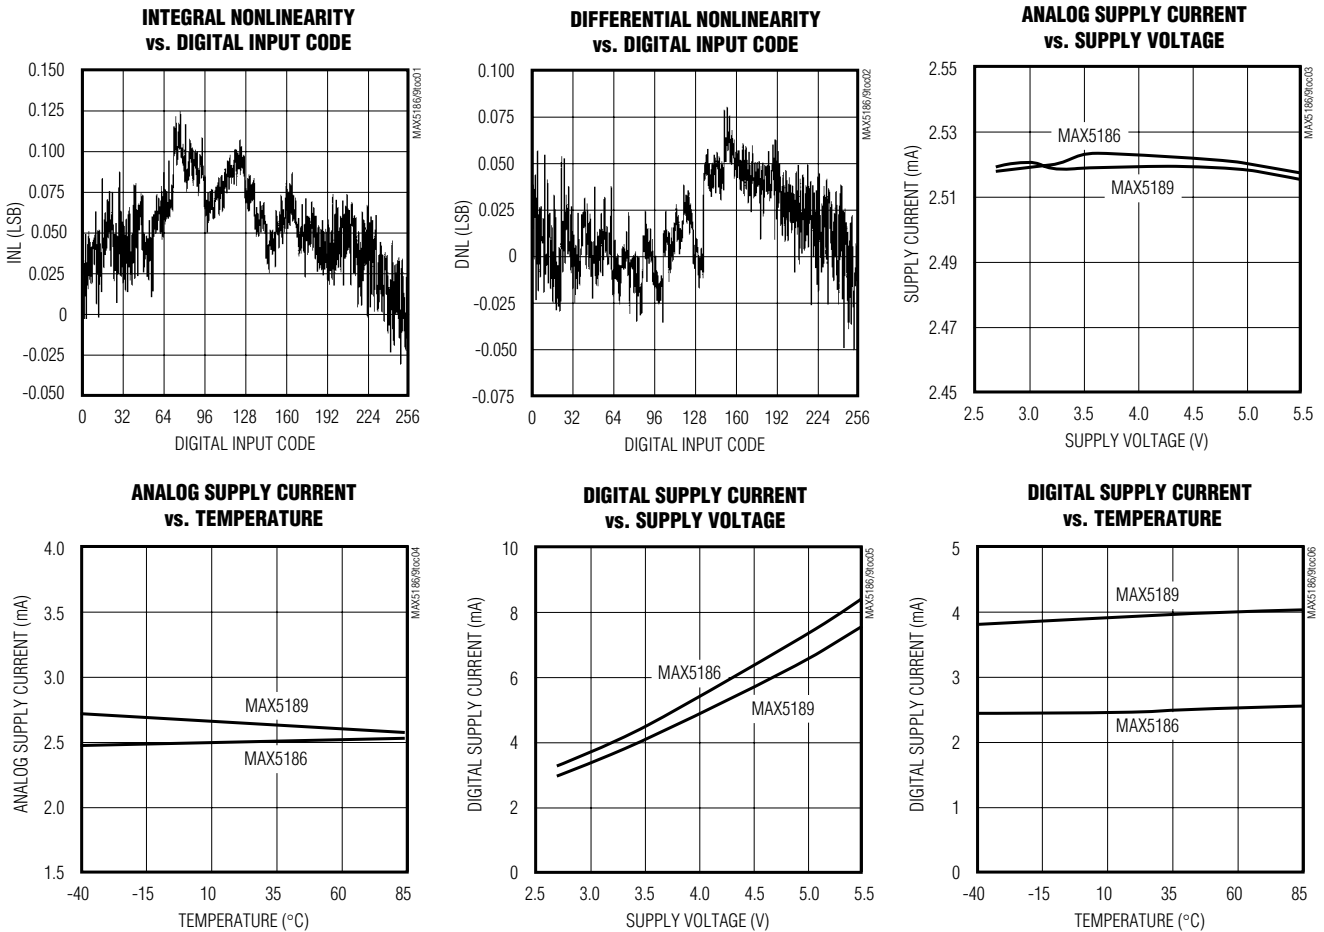 INTEGRAL NONLINEARITY
vs. DIGITAL INPUT CODE
0.150
0.125
0.100
0.075
0.050
0.025
0
-0.025
-0.050
INL (LSB)
MAX5186/9toc01
0 32 64 96 128 160 192 224 256
DIGITAL INPUT CODE
DIFFERENTIAL NONLINEARITY
vs. DIGITAL INPUT CODE
0.100
0.075
0.050
0.025
0
-0.025
-0.050
-0.075
DNL (LSB)
MAX5186/9toc02
0 32 64 96 128 160 192 224 256
DIGITAL INPUT CODE
ANALOG SUPPLY CURRENT
vs. SUPPLY VOLTAGE
2.55
2.53
2.51
2.49
2.47
2.45
SUPPLY CURRENT (mA)
MAX5186/9toc03
MAX5186
MAX5189
2.5 3.0 3.5 4.0 4.5 5.0 5.5
SUPPLY VOLTAGE (V)
ANALOG SUPPLY CURRENT
vs. TEMPERATURE
4.0
3.5
3.0
2.5
2.0
1.5
ANALOG SUPPLY CURRENT (mA)
MAX5186/9toc04
MAX5189
MAX5186
-40 -15 10 35 60 85
TEMPERATURE (°C)
DIGITAL SUPPLY CURRENT
vs. SUPPLY VOLTAGE
10
8
6
4
2
0
DIGITAL SUPPLY CURRENT (mA)
MAX5186/9toc05
MAX5186
MAX5189
2.5 3.0 3.5 4.0 4.5 5.0 5.5
SUPPLY VOLTAGE (V)
DIGITAL SUPPLY CURRENT
vs. TEMPERATURE
5
4
3
2
1
0
DIGITAL SUPPLY CURRENT (mA)
MAX5186/9toc06
MAX5189
MAX5186
-40 -15 10 35 60 85
TEMPERATURE (°C)